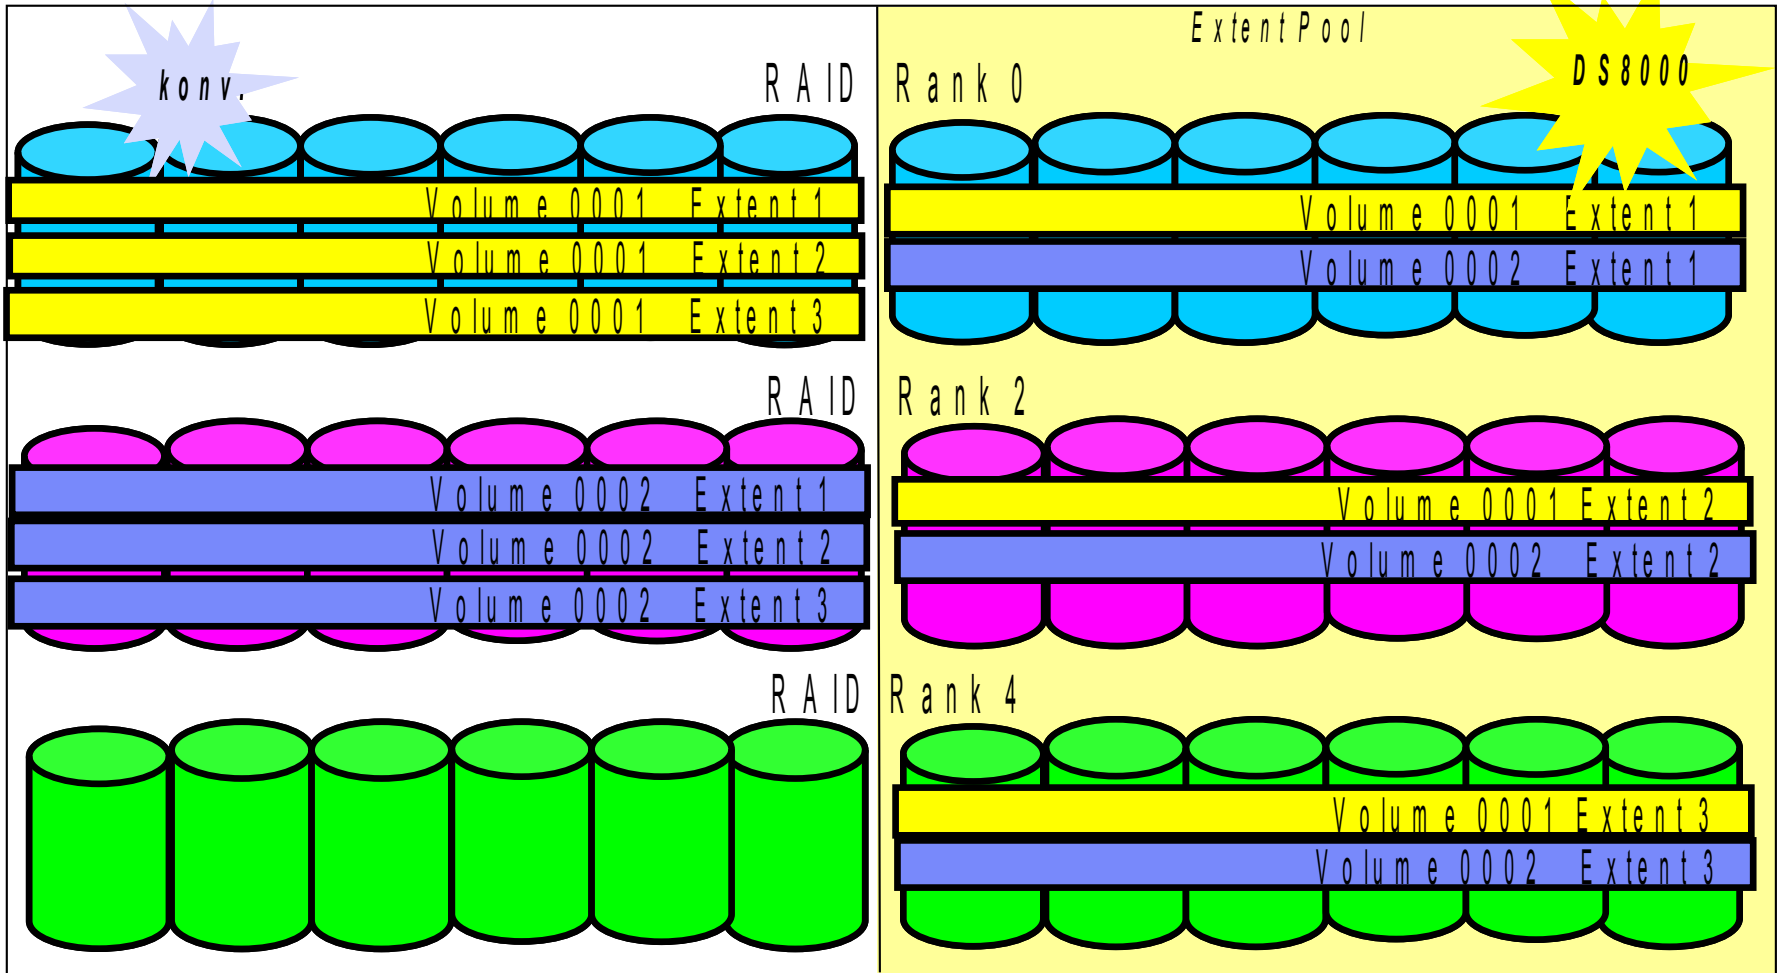 konv.
RAID
Volume 0001 Extent 1
Volume 0001 Extent 2
Volume 0001 Extent 3
RAID
Volume 0002 Extent 1
Volume 0002 Extent 2
Volume 0002 Extent 3
RAID
Extent Pool
DS8000
Rank 0
Volume 0001 Extent 1
Volume 0002 Extent 1
Rank 2
Volume 0001 Extent 2
Volume 0002 Extent 2
Rank 4
Volume 0001 Extent 3
Volume 0002 Extent 3